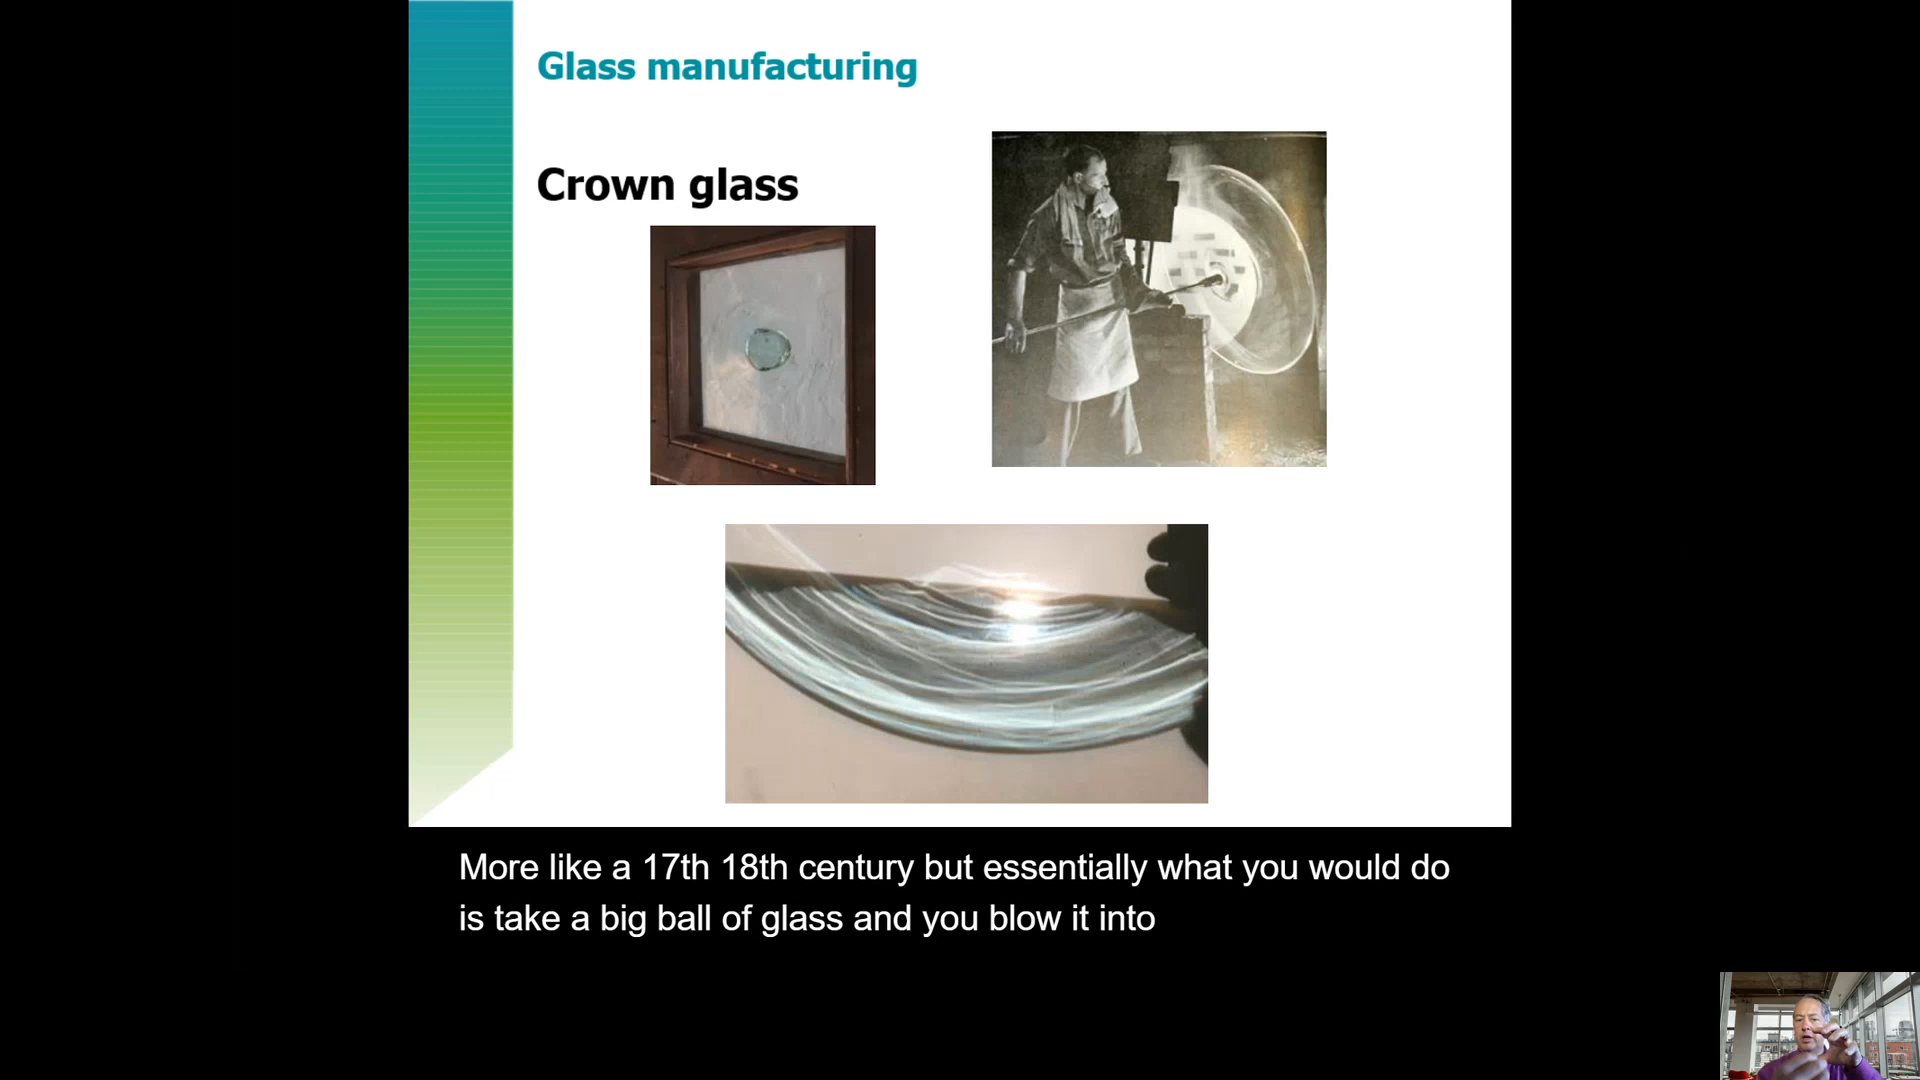 Glass manufacturing
Crown glass
More like a 17th 18th century but essentially what you would do
is take a big ball of glass and you blow it into